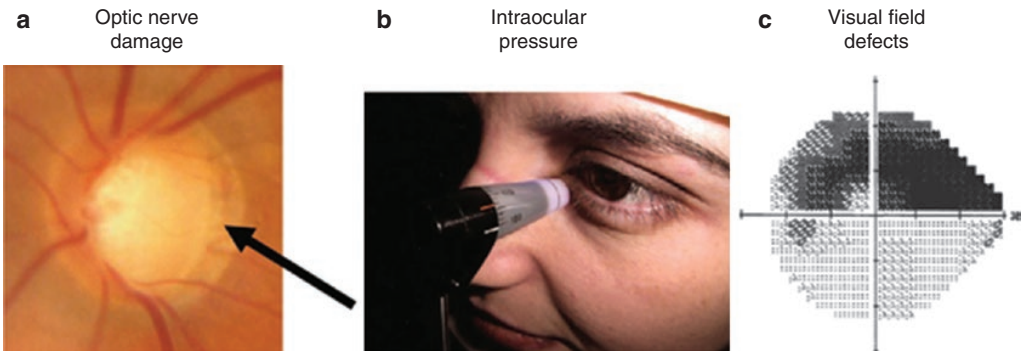 a
Optic nerve
damage
b
Intraocular
pressure
c
Visual field
defects